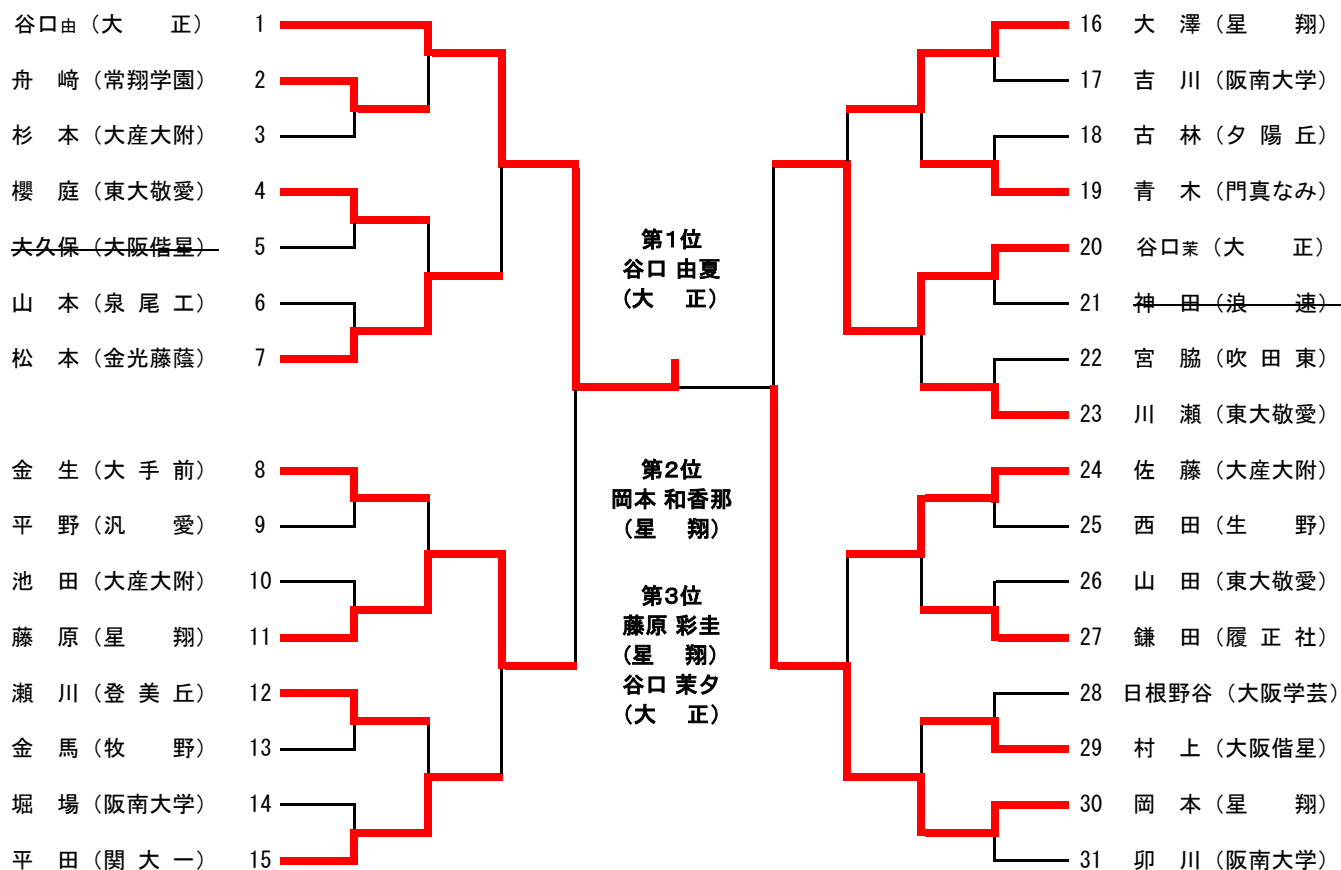 谷口由（大　　正）　1
舟　﨑（常翔学園）　2
杉　本（大産大附）　3
櫻　庭（東大敬愛）　4
大久保（大阪偕星）　5
山　本（泉 尾 工）　6
松　本（金光藤蔭）　7
金　生（大 手 前）　8
平　野（汎　　愛）　9
池　田（大産大附）　10
藤　原（星　　翔）　11
瀬　川（登 美 丘）　12
金　馬（牧　　野）　13
堀　場（阪南大学）　14
平　田（関 大 一）　15
第1位
谷口 由夏
（大　正）
第2位
岡本 和香那
（星　翔）
第3位
藤原 彩圭
（星　翔）
谷口 茉夕
（大　正）
16　大　澤（星　　翔）
17　吉　川（阪南大学）
18　古　林（夕 陽 丘）
19　青　木（門真なみ）
20　谷口茉（大　　正）
21　神　田（浪　　速）
22　宮　脇（吹 田 東）
23　川　瀬（東大敬愛）
24　佐　藤（大産大附）
25　西　田（生　　野）
26　山　田（東大敬愛）
27　鎌　田（履 正 社）
28　日根野谷（大阪学芸）
29　村　上（大阪偕星）
30　岡　本（星　　翔）
31　卯　川（阪南大学）